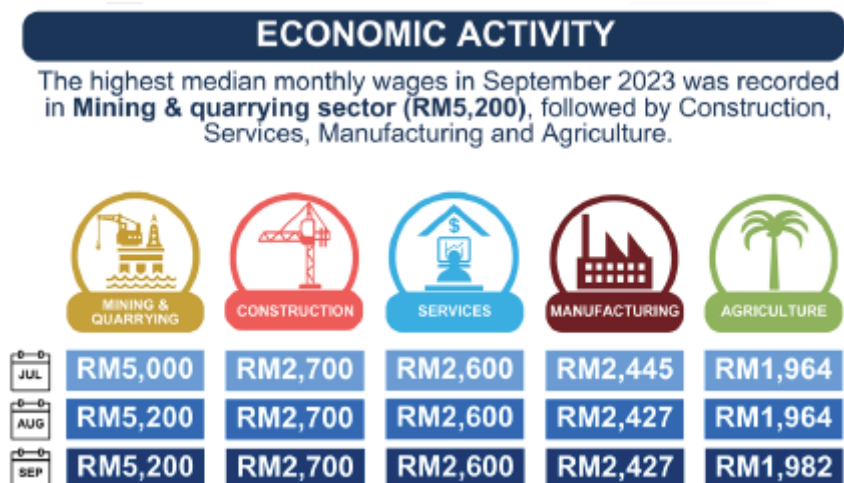 ECONOMIC ACTIVITY
The highest median monthly wages in September 2023 was recorded
in Mining & quarrying sector (RM5,200), followed by Construction,
Services, Manufacturing and Agriculture.
$
MINING &
QUARRYING
CONSTRUCTION
SERVICES
MANUFACTURING
AGRICULTURE
JUL RM5,000 RM2,700 RM2,600 RM2,445 RM1,964
AUG RM5,200 RM2,700 RM2,600 RM2,427 RM1,964
SEP RM5,200 RM2,700 RM2,600 RM2,427 RM1,982